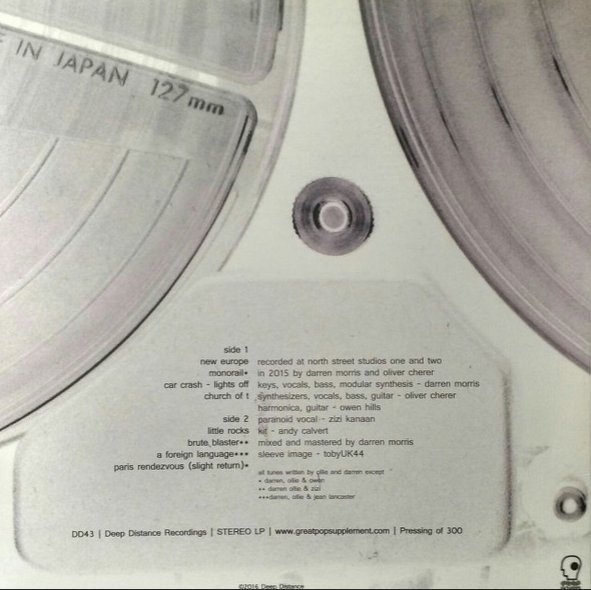 E IN JAPAN 127mm
side 1
new europe recorded at north street studios one and two
monorail• in 2015 by darren morris and oliver cherer
car crash - lights off keys, vocals, bass, modular synthesis - darren morris
church of t synthesizers, vocals, bass, guitar - oliver cherer
harmonica, guitar - owen hills
side 2 paranoid vocal - zizi kanaan
little rocks kit - andy calvert
brute_blaster•• mixed and mastered by darren morris
a foreign language••• sleeve image - tobyUK44
paris rendezvous (slight return)•
all tunes written by ollie and darren except
• darren, ollie & owen
•• darren ollie & zizi
•••darren, ollie & jean lancaster
DD43 | Deep Distance Recordings | STEREO LP | www.greatpopsupplement.com | Pressing of 300
©2016 Deep Distance